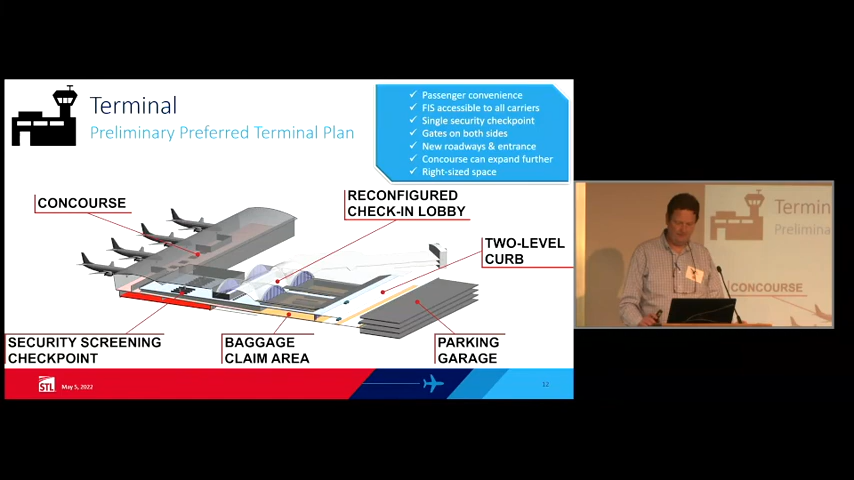 Terminal
Preliminary Preferred Terminal Plan
✓ Passenger convenience
✓ FIS accessible to all carriers
✓ Single security checkpoint
✓ Gates on both sides
✓ New roadways & entrance
✓ Concourse can expand further
✓ Right-sized space
CONCOURSE
RECONFIGURED
CHECK-IN LOBBY
TWO-LEVEL
CURB
SECURITY SCREENING
CHECKPOINT
BAGGAGE
CLAIM AREA
PARKING
GARAGE
STL
May 5, 2022
12
Termin
Prelimina
CONCOURSE